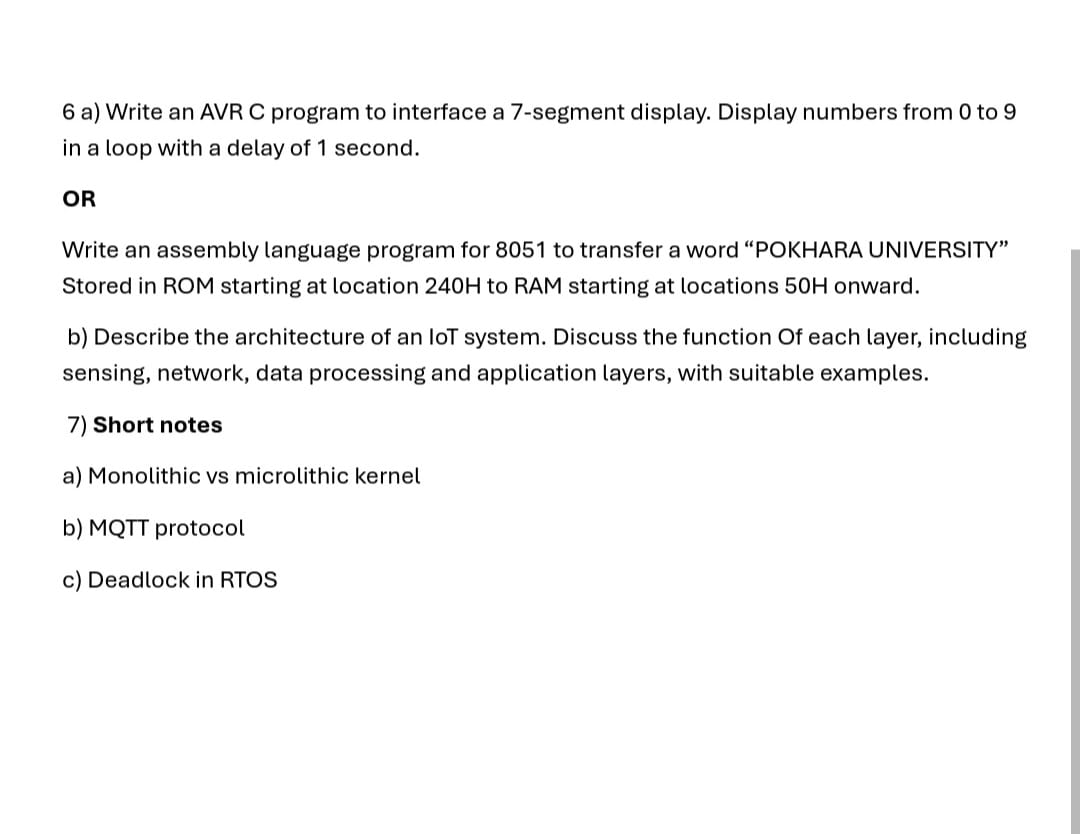 6 a) Write an AVR C program to interface a 7-segment display. Display numbers from 0 to 9
in a loop with a delay of 1 second.
OR
Write an assembly language program for 8051 to transfer a word “POKHARA UNIVERSITY”
Stored in ROM starting at location 240H to RAM starting at locations 50H onward.
b) Describe the architecture of an IoT system. Discuss the function Of each layer, including
sensing, network, data processing and application layers, with suitable examples.
7) Short notes
a) Monolithic vs microlithic kernel
b) MQTT protocol
c) Deadlock in RTOS